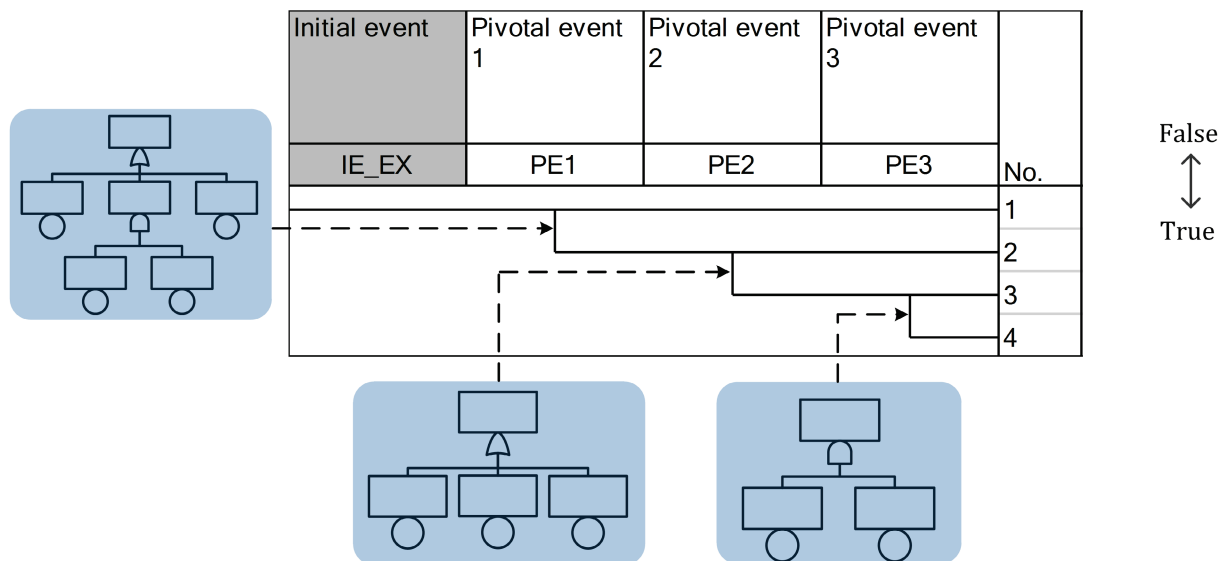 Initial event
Pivotal event
1
Pivotal event
2
Pivotal event
3
IE_EX
PE1
PE2
PE3
No.
1
2
3
4
False
True